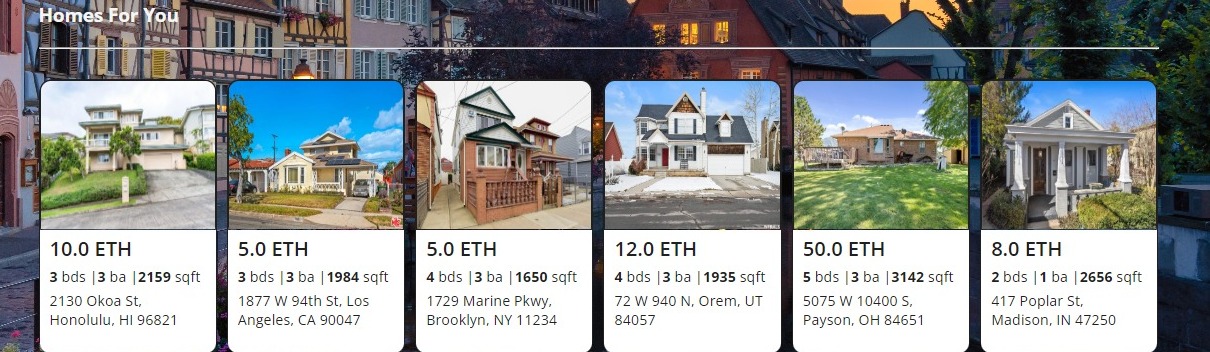 Homes For You
10.0 ETH
3 bds |3 ba |2159 sqft
2130 Okoa St,
Honolulu, HI 96821
5.0 ETH
3 bds |3 ba |1984 sqft
1877 W 94th St, Los
Angeles, CA 90047
5.0 ETH
4 bds |3 ba |1650 sqft
1729 Marine Pkwy,
Brooklyn, NY 11234
12.0 ETH
4 bds |3 ba |1935 sqft
72 W 940 N, Orem, UT
84057
50.0 ETH
5 bds |3 ba |3142 sqft
5075 W 10400 S,
Payson, OH 84651
8.0 ETH
2 bds |1 ba |2656 sqft
417 Poplar St,
Madison, IN 47250